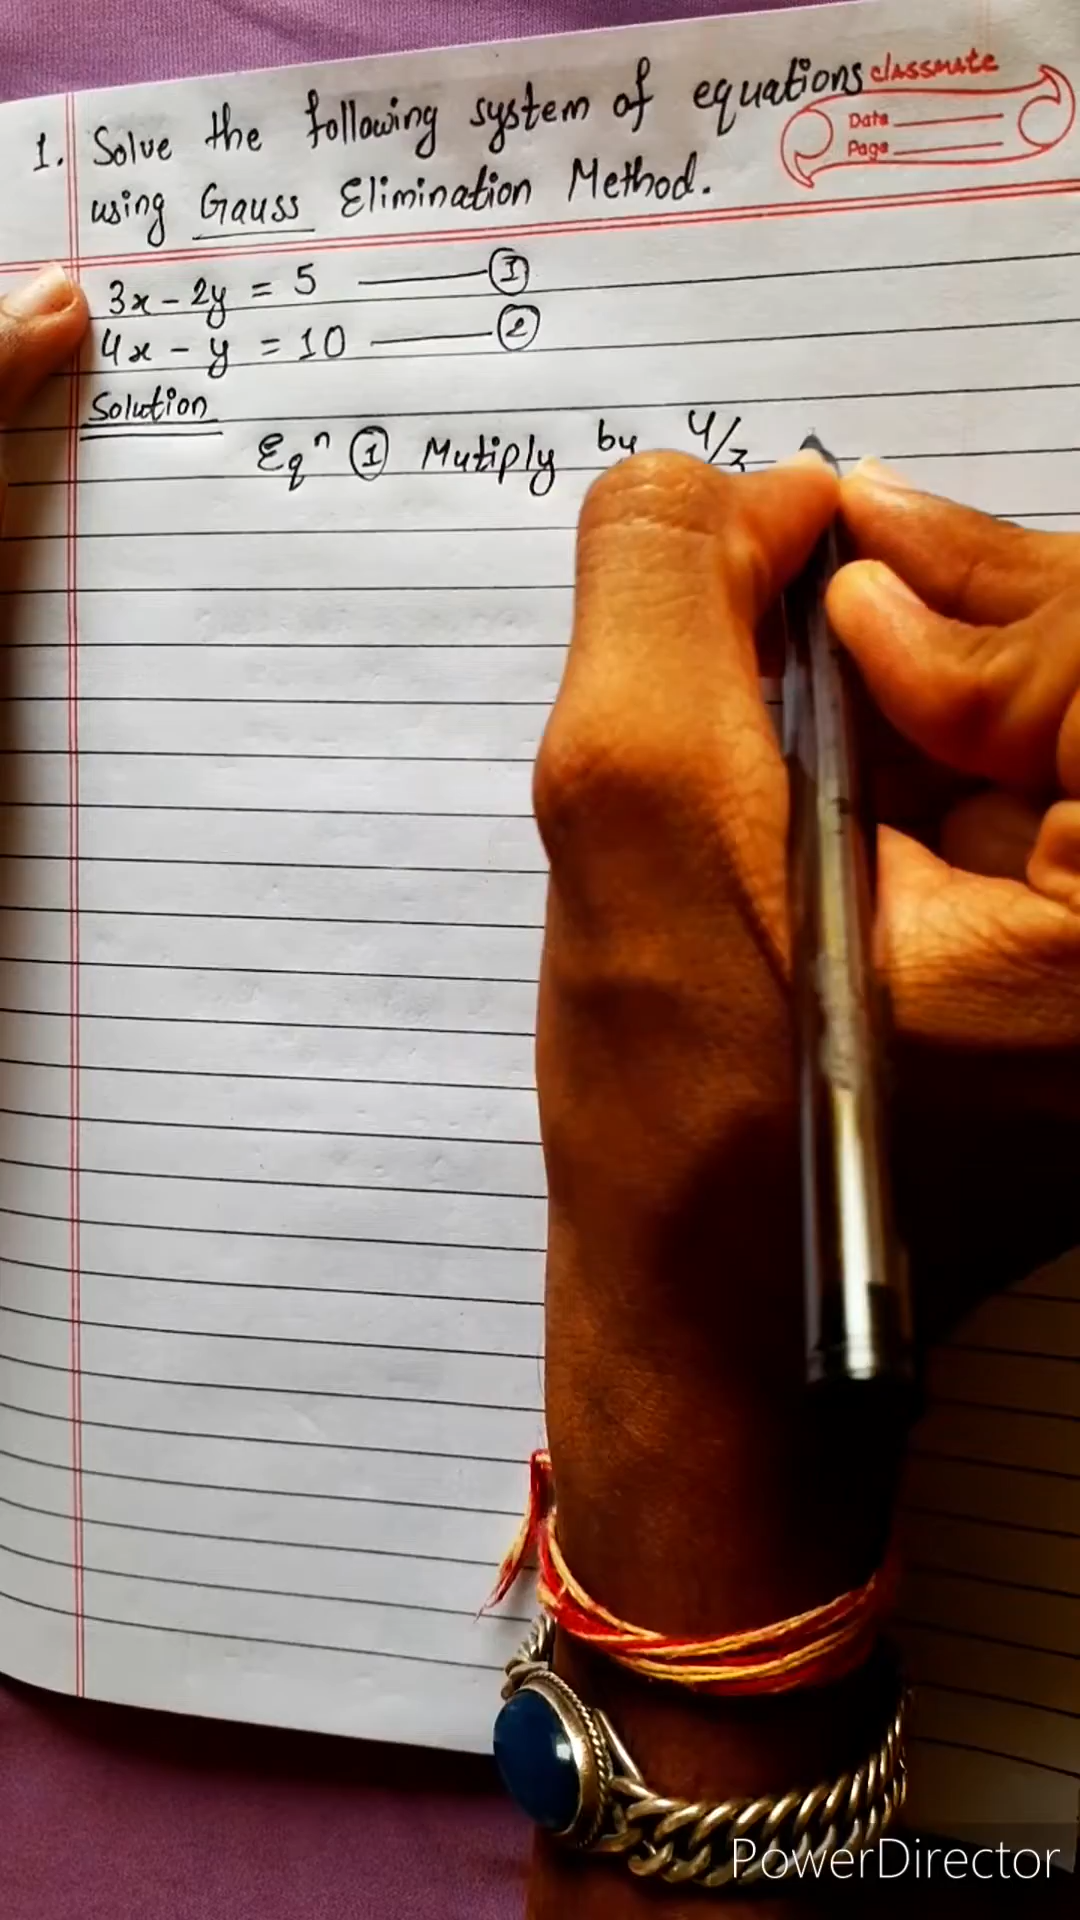 1. Solve the following system of equations
classmate
Date
Page
using Gauss Elimination Method.
3x - 2y = 5 ——— ①
4x - y = 10 ——— ②
Solution
Eqⁿ ① Mutiply by 4/3
PowerDirector